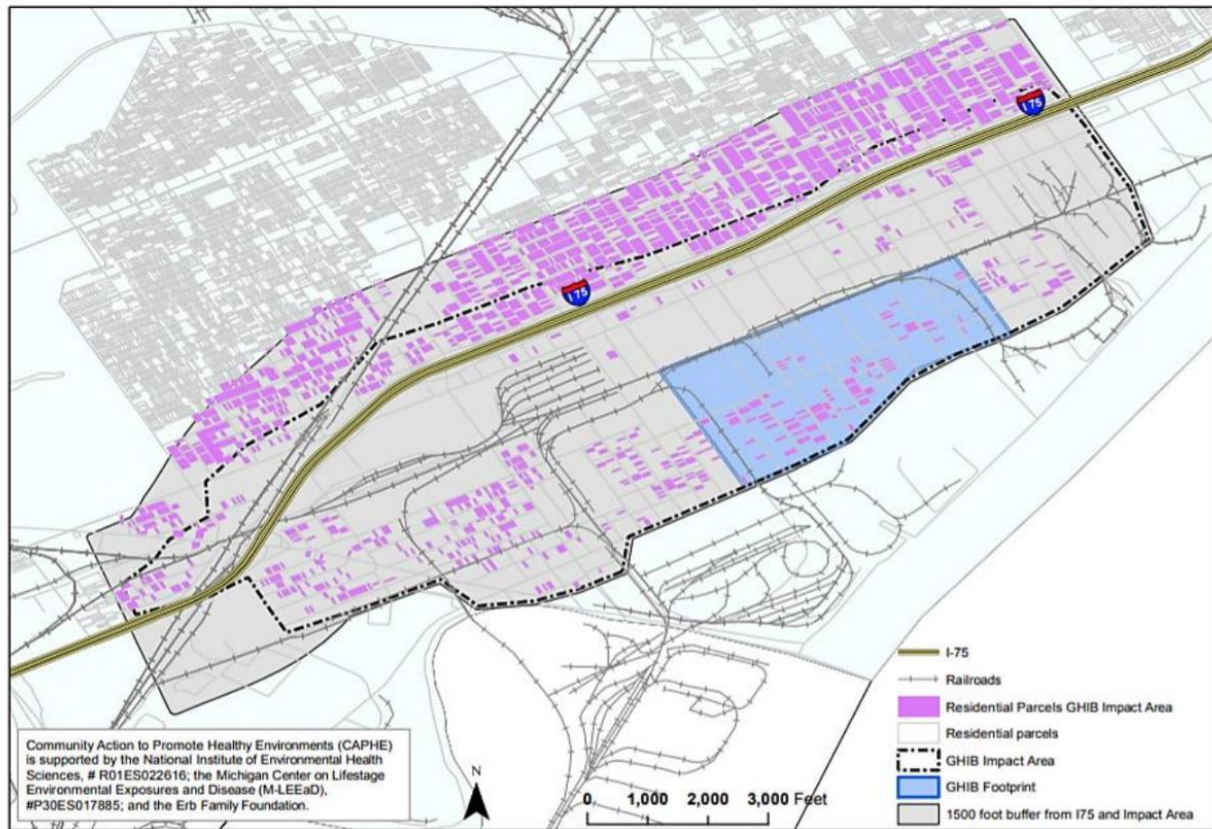 I 75
I 75
I-75
Railroads
Residential Parcels GHIB Impact Area
Residential parcels
GHIB Impact Area
GHIB Footprint
1500 foot buffer from I75 and Impact Area
Community Action to Promote Healthy Environments (CAPHE)
is supported by the National Institute of Environmental Health
Sciences, # R01ES022616; the Michigan Center on Lifestage
Environmental Exposures and Disease (M-LEEaD),
#P30ES017885; and the Erb Family Foundation.
N
0 1,000 2,000 3,000 Feet